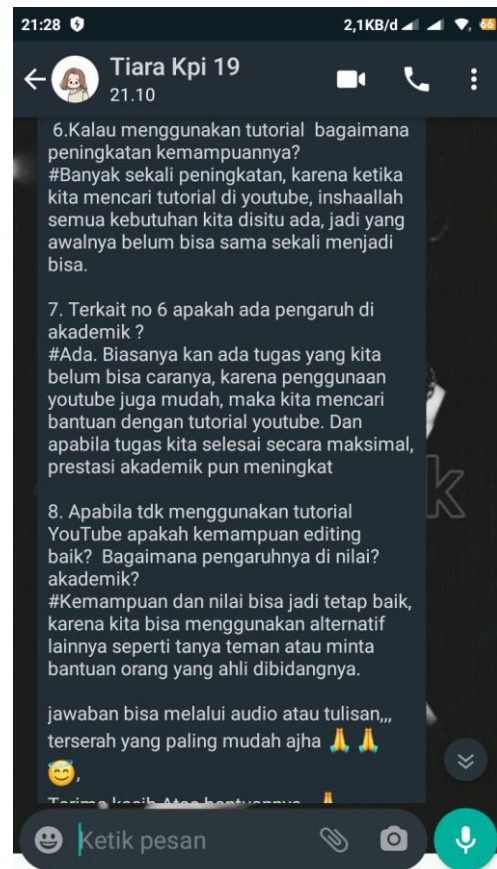 21:28
2,1KB/d
66
Tiara Kpi 19
21.10
6.Kalau menggunakan tutorial bagaimana
peningkatan kemampuannya?
#Banyak sekali peningkatan, karena ketika
kita mencari tutorial di youtube, inshaallah
semua kebutuhan kita disitu ada, jadi yang
awalnya belum bisa sama sekali menjadi
bisa.
7. Terkait no 6 apakah ada pengaruh di
akademik ?
#Ada. Biasanya kan ada tugas yang kita
belum bisa caranya, karena penggunaan
youtube juga mudah, maka kita mencari
bantuan dengan tutorial youtube. Dan
apabila tugas kita selesai secara maksimal,
prestasi akademik pun meningkat
8. Apabila tdk menggunakan tutorial
YouTube apakah kemampuan editing
baik? Bagaimana pengaruhnya di nilai?
akademik?
#Kemampuan dan nilai bisa jadi tetap baik,
karena kita bisa menggunakan alternatif
lainnya seperti tanya teman atau minta
bantuan orang yang ahli dibidangnya.
jawaban bisa melalui audio atau tulisan,,,
terserah yang paling mudah ajha 🙏 🙏
😇,
Terima kasih Atas bantuannya
Ketik pesan